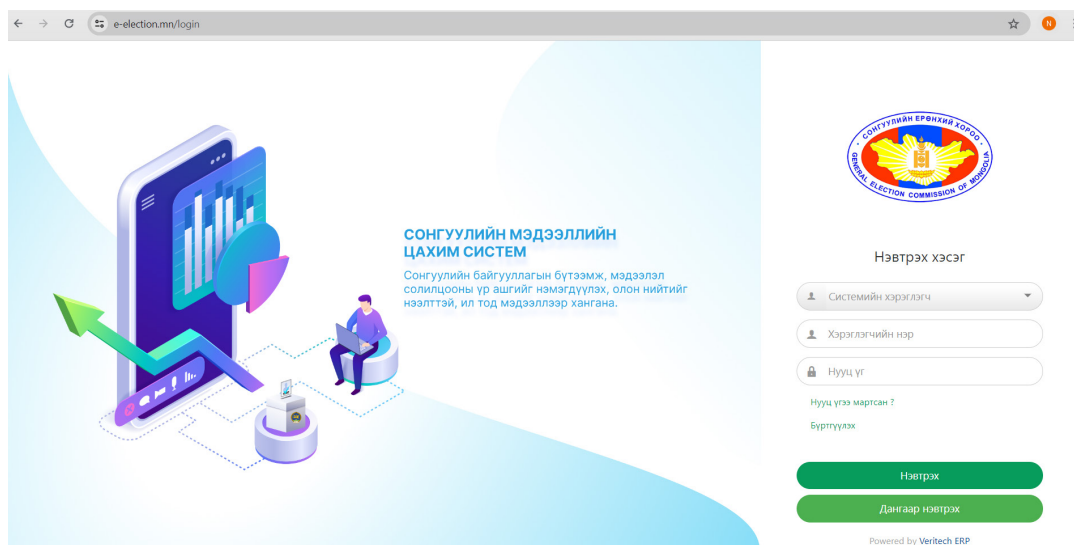 e-election.mn/login
N
СОНГУУЛИЙН ЕРӨНХИЙ ХОРОО
GENERAL ELECTION COMMISSION OF MONGOLIA
СОНГУУЛИЙН МЭДЭЭЛЛИЙН
ЦАХИМ СИСТЕМ
Сонгуулийн байгууллагын бүтээмж, мэдээлэл
солилцооны үр ашгийг нэмэгдүүлэх, олон нийтийг
нээлттэй, ил тод мэдээллээр хангана.
Нэвтрэх хэсэг
Системийн хэрэглэгч
Хэрэглэгчийн нэр
Нууц үг
Нууц үгээ мартсан ?
Бүртгүүлэх
Нэвтрэх
Дангаар нэвтрэх
Powered by Veritech ERP